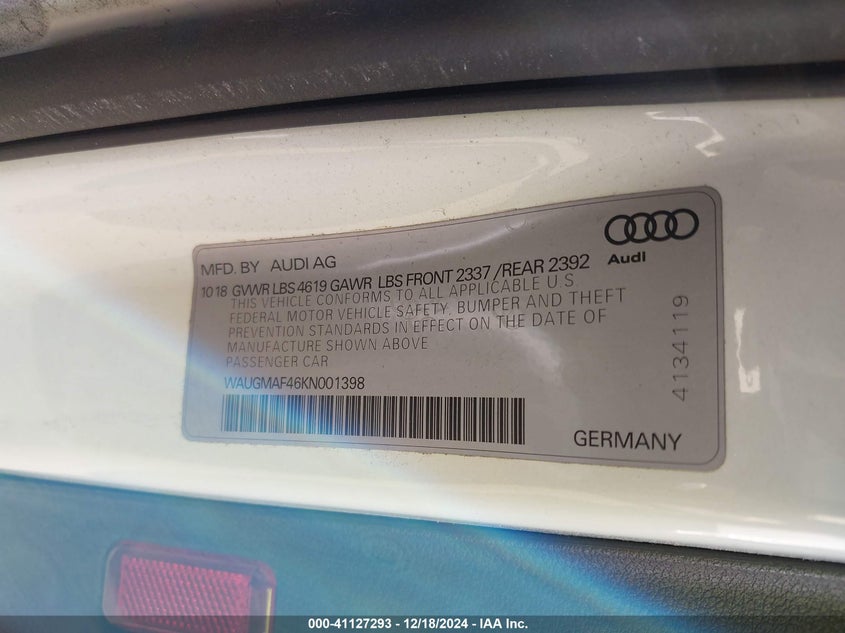 MFD. BY AUDI AG
Audi
10 18 GVWR LBS 4619 GAWR LBS FRONT 2337 /REAR 2392
THIS VEHICLE CONFORMS TO ALL APPLICABLE U.S.
FEDERAL MOTOR VEHICLE SAFETY, BUMPER AND THEFT
PREVENTION STANDARDS IN EFFECT ON THE DATE OF
MANUFACTURE SHOWN ABOVE
PASSENGER CAR
WAUGMAF46KN001398
4134119
GERMANY
000-41127293 - 12/18/2024 - IAA Inc.